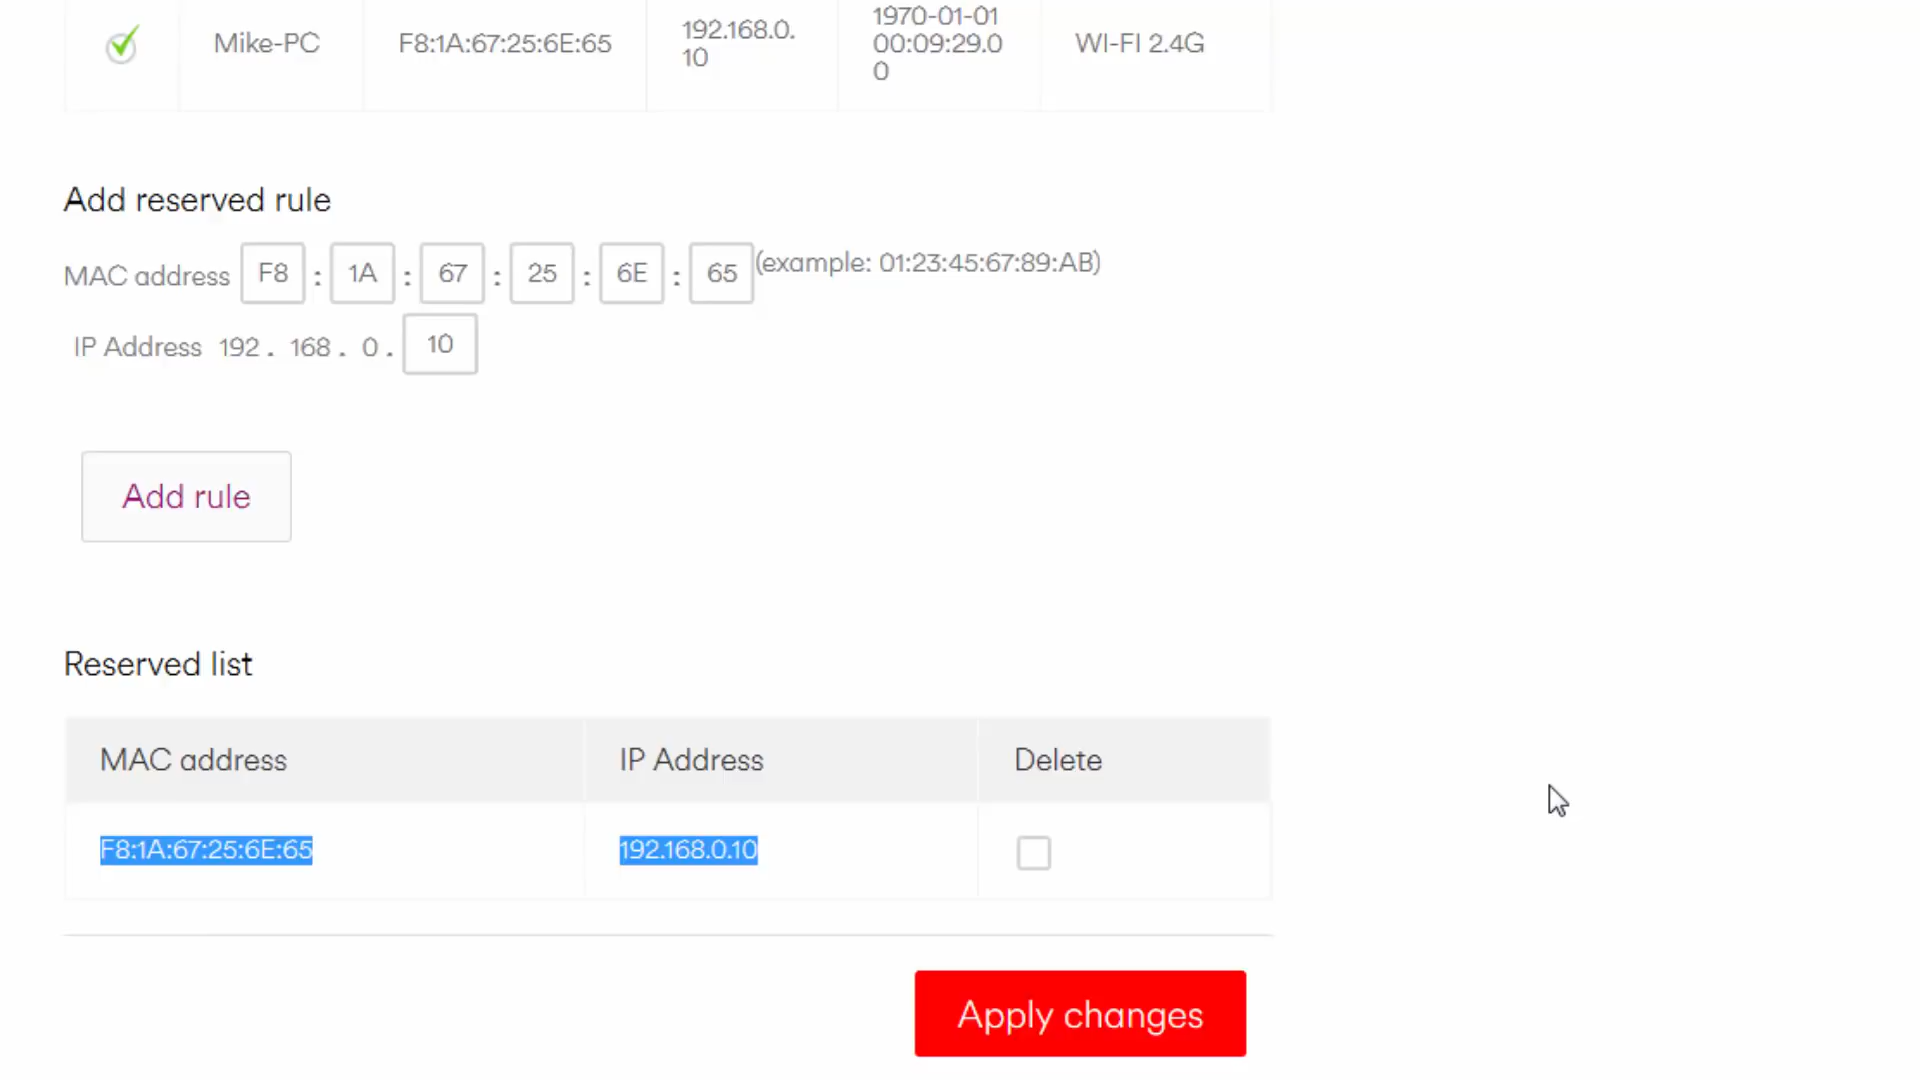 Mike-PC
F8:1A:67:25:6E:65
192.168.0.
10
1970-01-01
00:09:29.0
0
WI-FI 2.4G
Add reserved rule
MAC address F8 : 1A : 67 : 25 : 6E : 65 (example: 01:23:45:67:89:AB)
IP Address 192 . 168 . 0 . 10
Add rule
Reserved list
MAC address IP Address Delete
F8:1A:67:25:6E:65 192.168.0.10
Apply changes